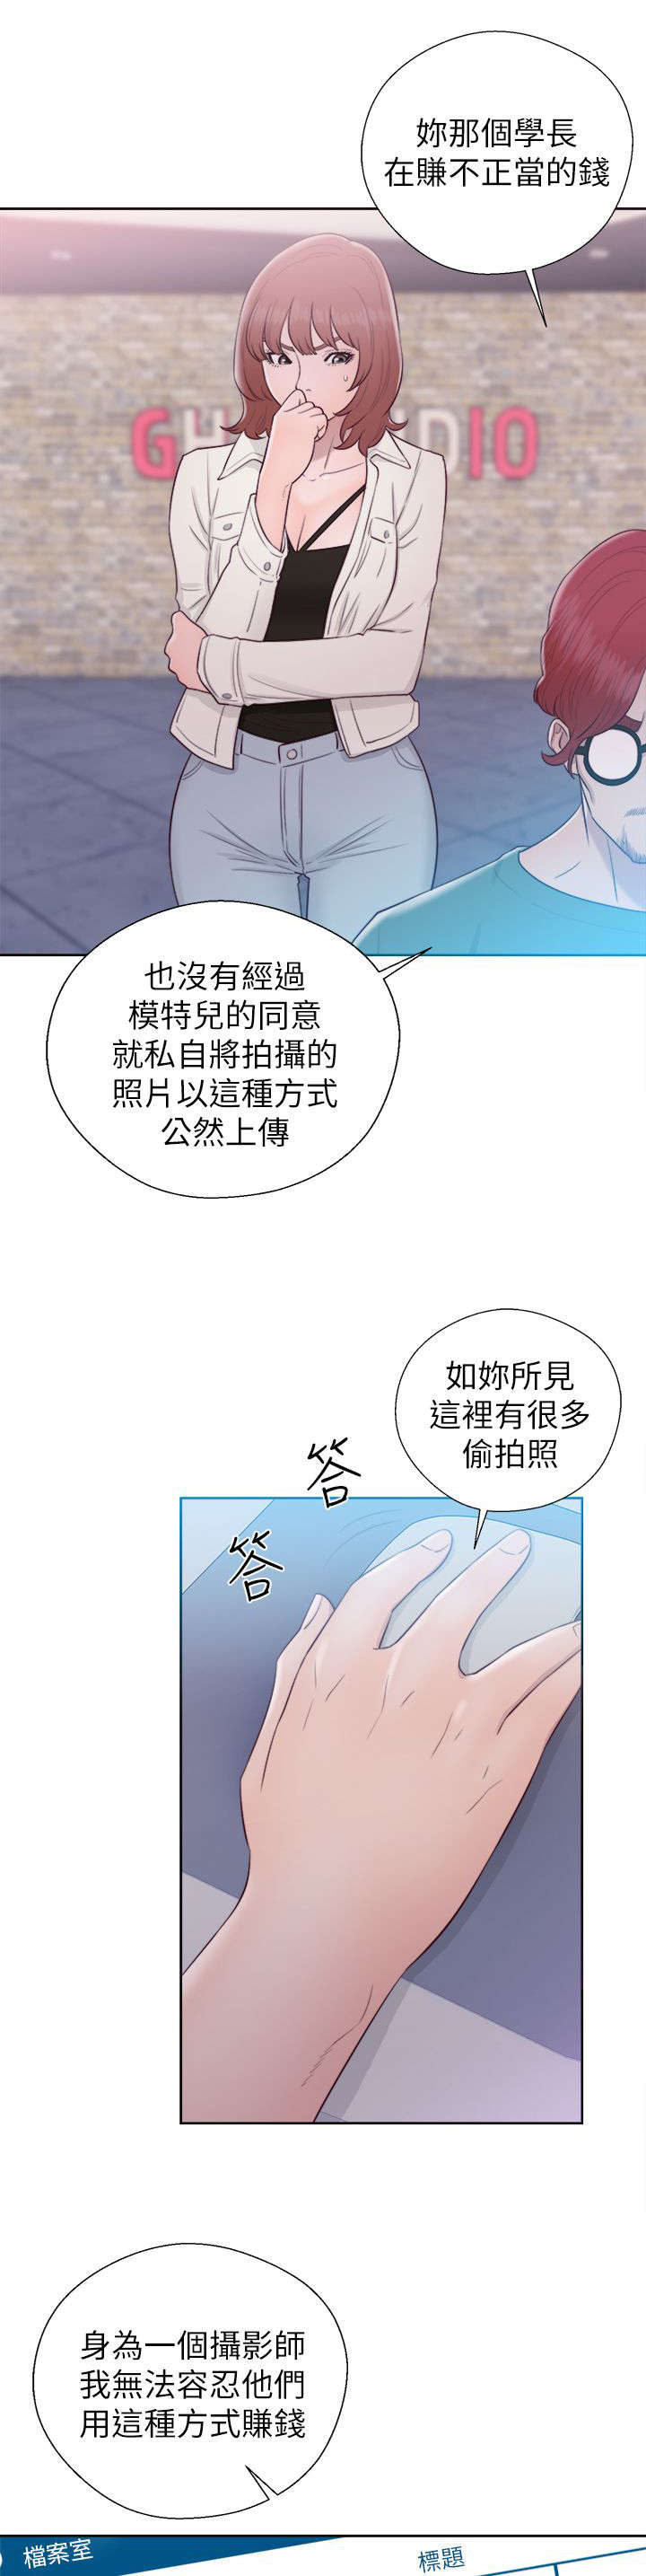 妳那個學長
在賺不正當的錢
GH DIO
也沒有經過
模特兒的同意
就私自將拍攝的
照片以這種方式
公然上傳
如妳所見
這裡有很多
偷拍照
答
答
身為一個攝影師
我無法容忍他們
用這種方式賺錢
檔案室
標題